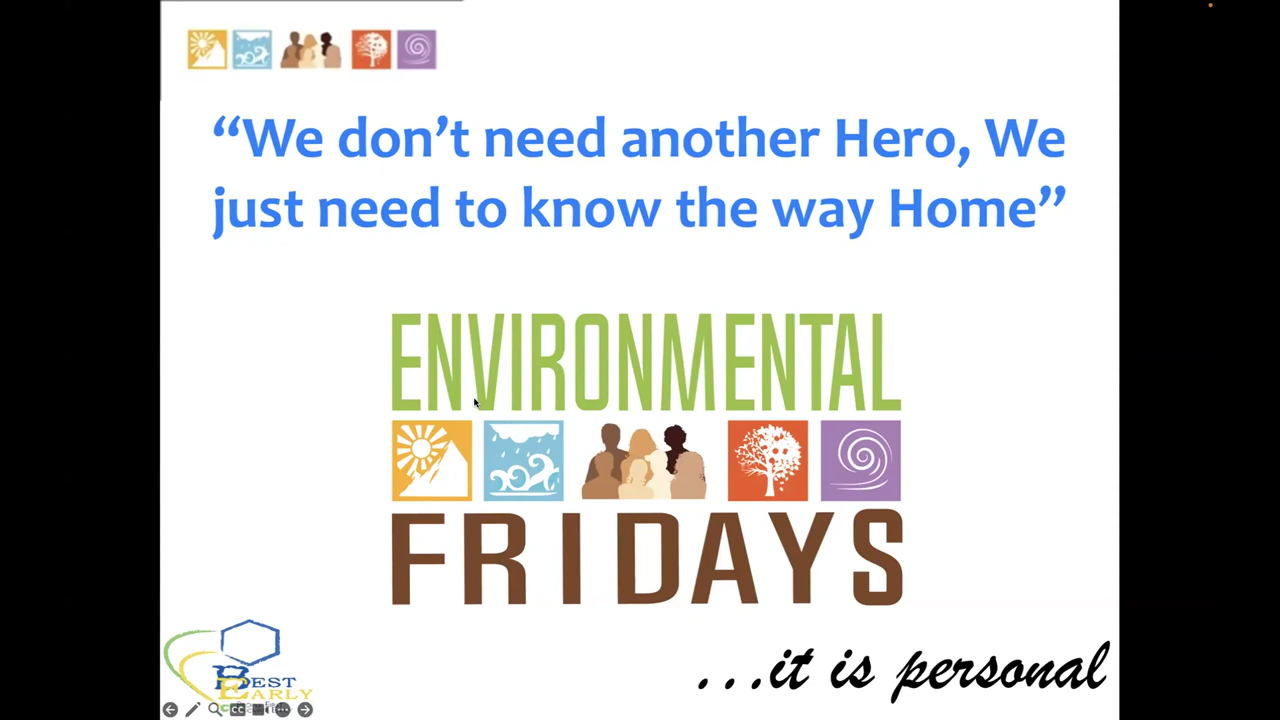 “We don’t need another Hero, We
just need to know the way Home”
ENVIRONMENTAL
FRIDAYS
BEST
EARLY
...it is personal